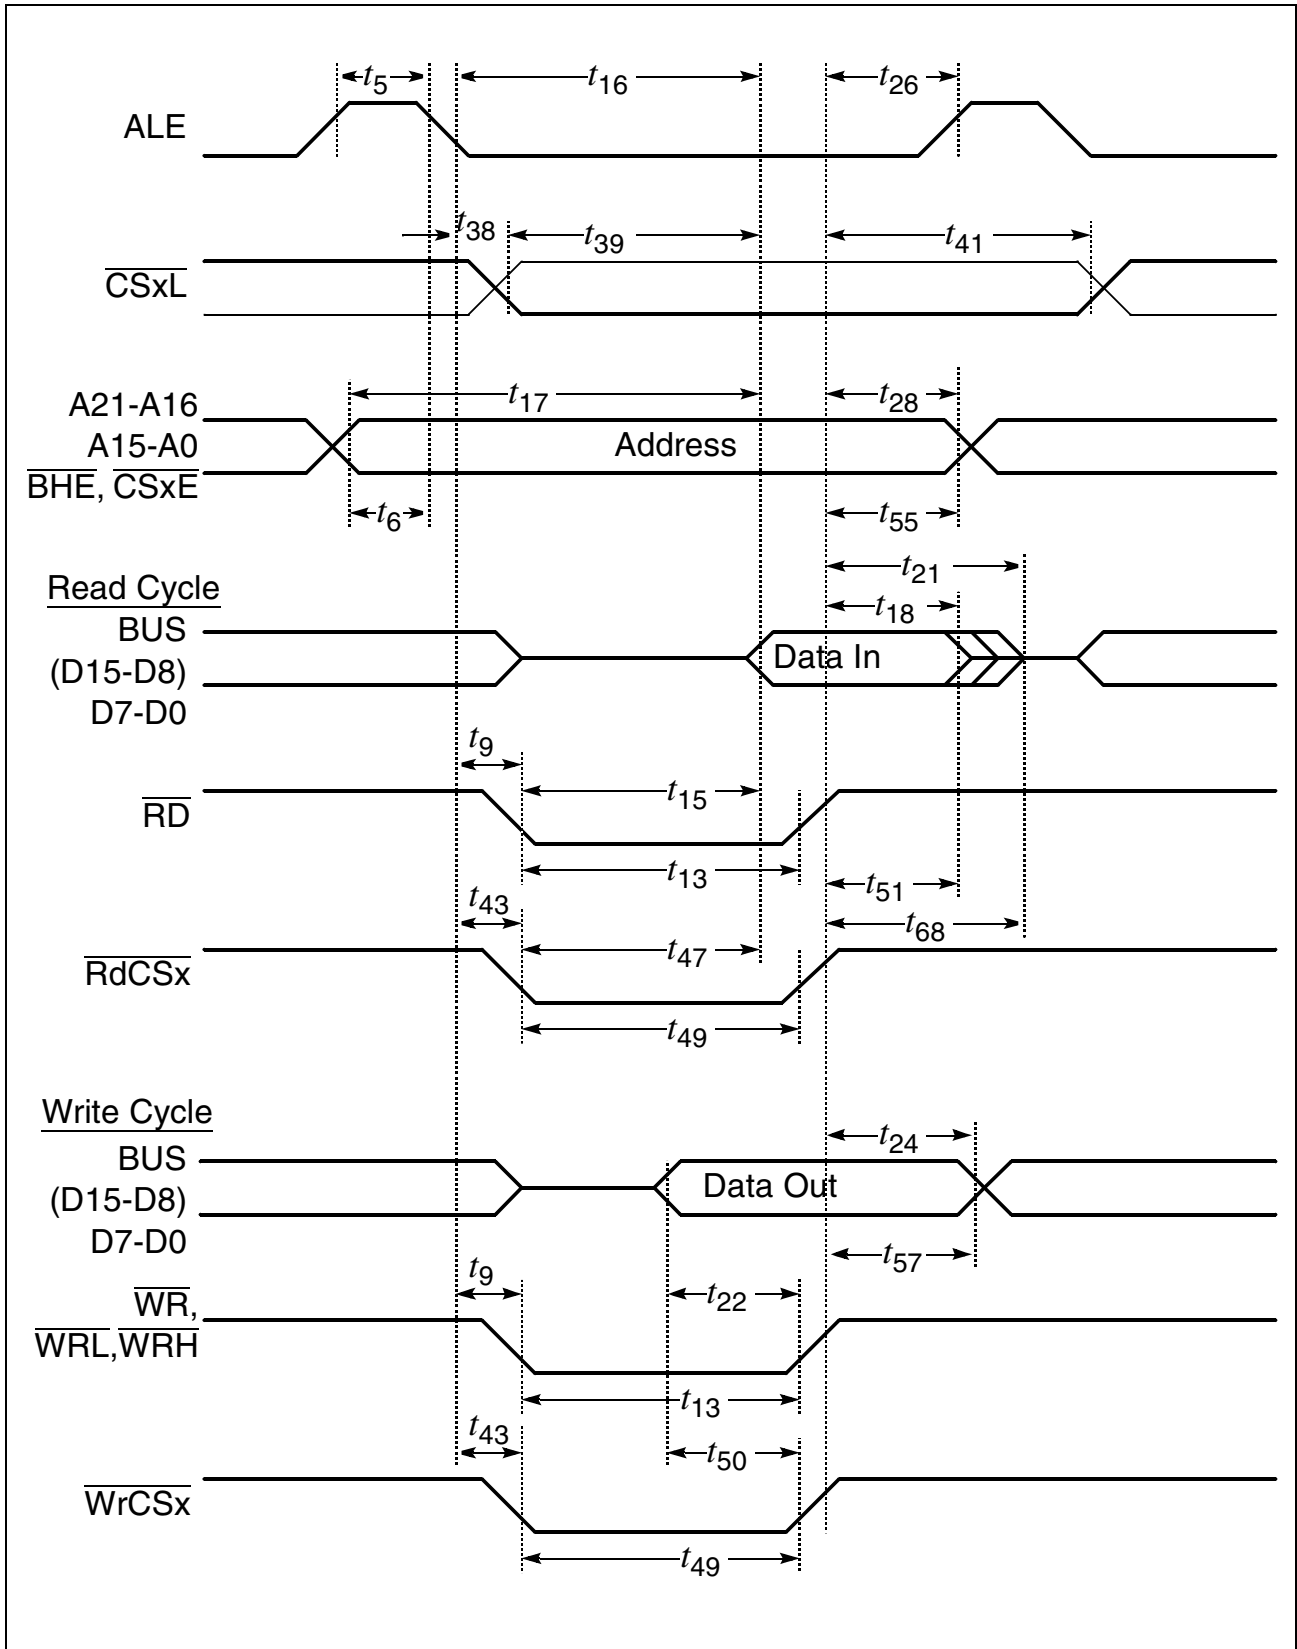 t5 t16 t26
ALE
t38 t39 t41
CSxL
t17 t28
A21-A16
A15-A0 Address
BHE, CSxE
t6 t55
t21
Read Cycle
t18
BUS
(D15-D8) Data In
D7-D0
t9
t15
RD
t13 t51
t43 t68
t47
RdCSx
t49
Write Cycle
t24
BUS
(D15-D8) Data Out
D7-D0
t57
t9 t22
WR,
WRL,WRH
t13
t43 t50
WrCSx
t49